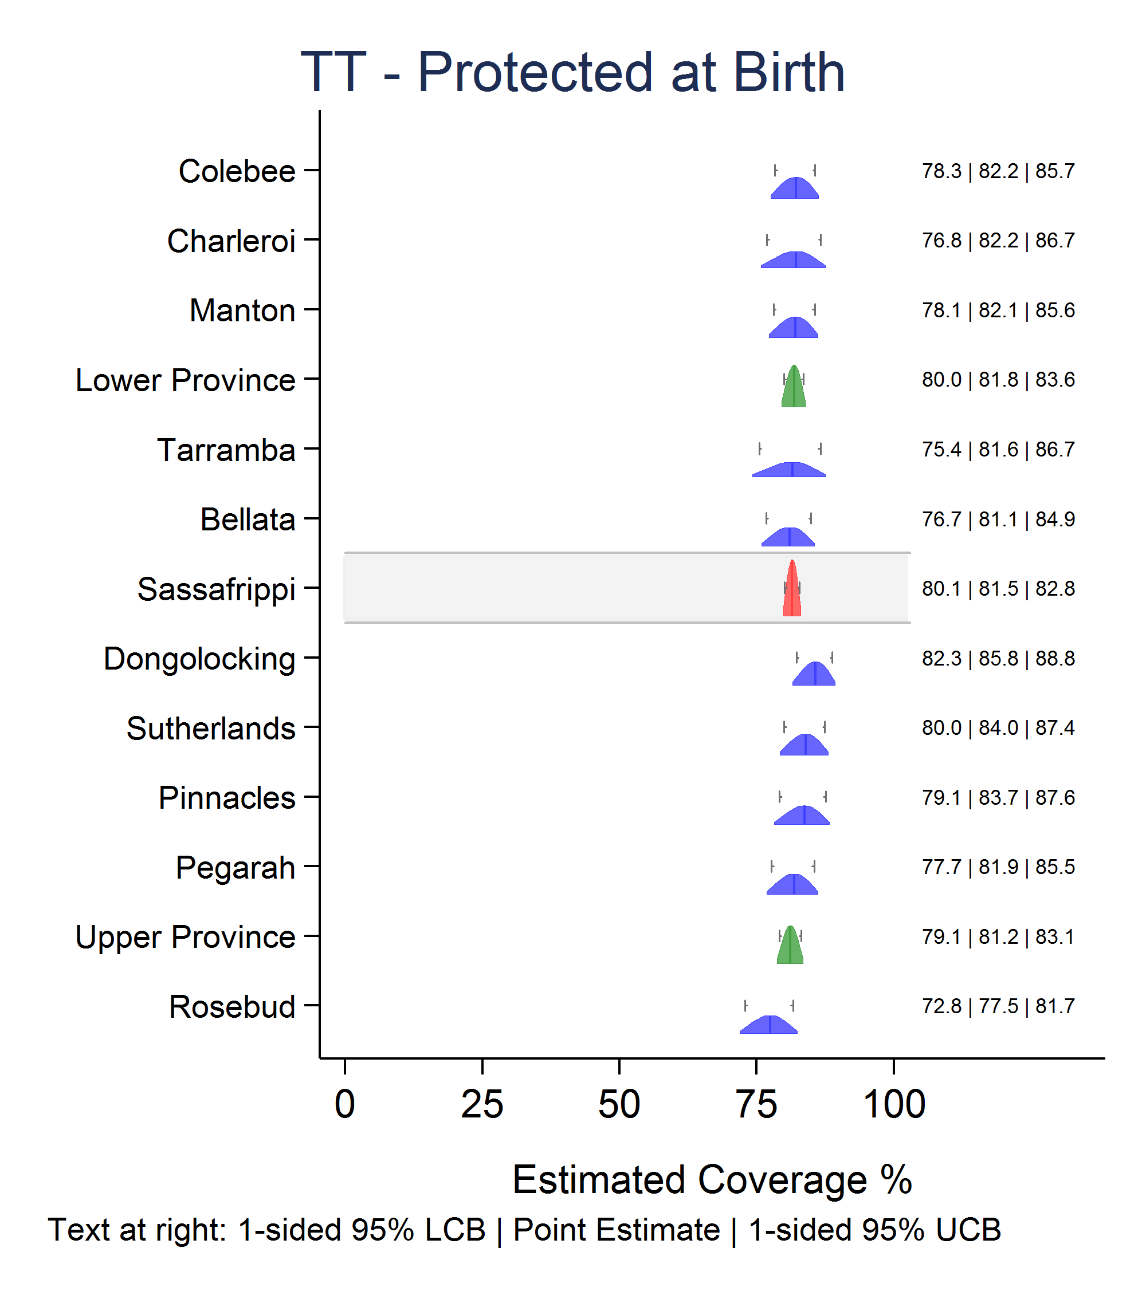 TT - Protected at Birth
Colebee 78.3 | 82.2 | 85.7
Charleroi 76.8 | 82.2 | 86.7
Manton 78.1 | 82.1 | 85.6
Lower Province 80.0 | 81.8 | 83.6
Tarramba 75.4 | 81.6 | 86.7
Bellata 76.7 | 81.1 | 84.9
Sassafrippi 80.1 | 81.5 | 82.8
Dongolocking 82.3 | 85.8 | 88.8
Sutherlands 80.0 | 84.0 | 87.4
Pinnacles 79.1 | 83.7 | 87.6
Pegarah 77.7 | 81.9 | 85.5
Upper Province 79.1 | 81.2 | 83.1
Rosebud 72.8 | 77.5 | 81.7
0 25 50 75 100
Estimated Coverage %
Text at right: 1-sided 95% LCB | Point Estimate | 1-sided 95% UCB